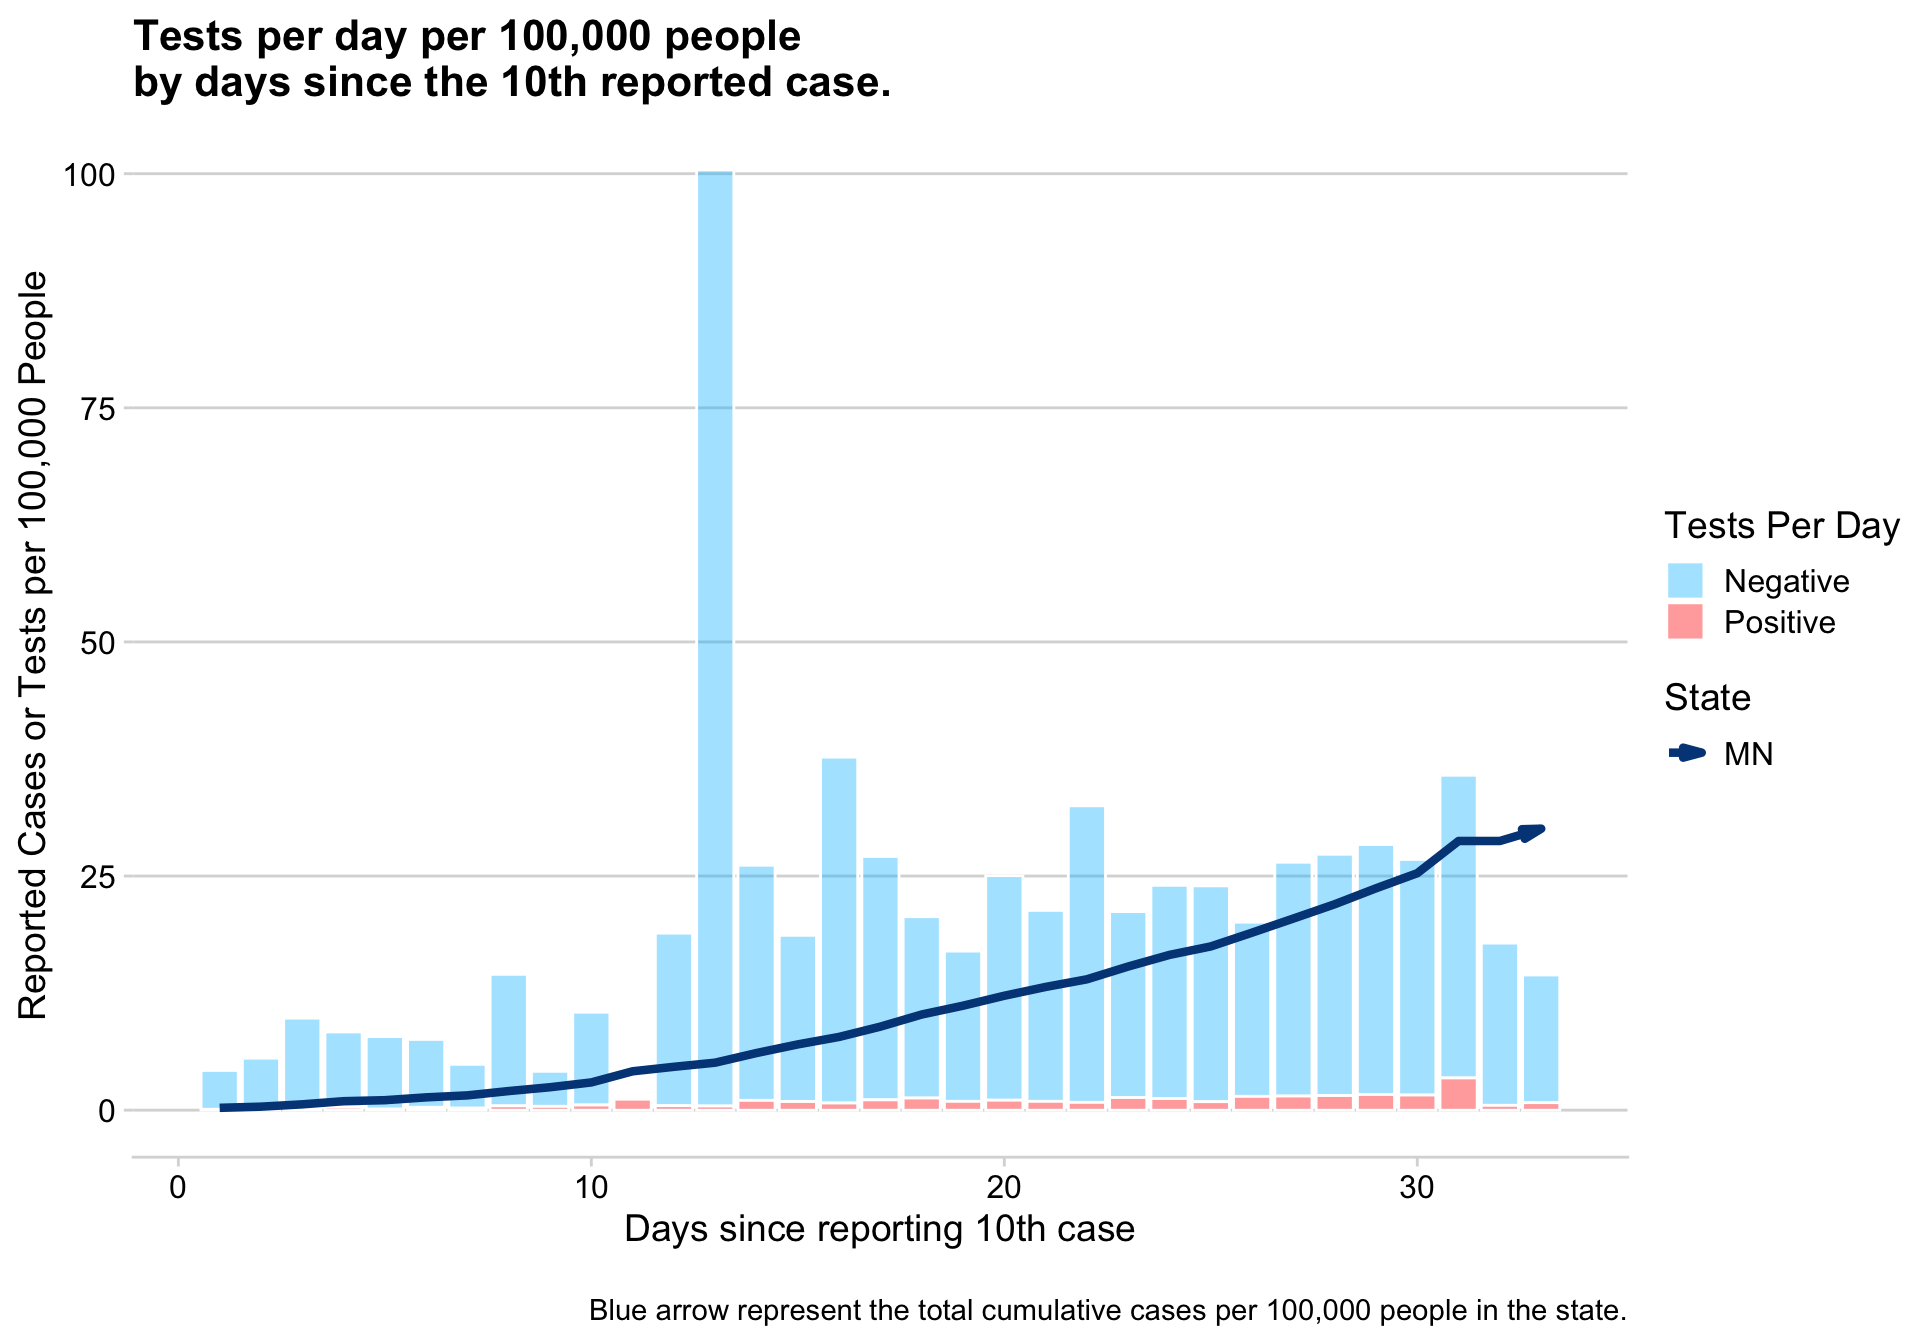 Tests per day per 100,000 people
by days since the 10th reported case.
Reported Cases or Tests per 100,000 People
100
75
50
25
0
0
10
20
30
Days since reporting 10th case
Tests Per Day
Negative
Positive
State
MN
Blue arrow represent the total cumulative cases per 100,000 people in the state.